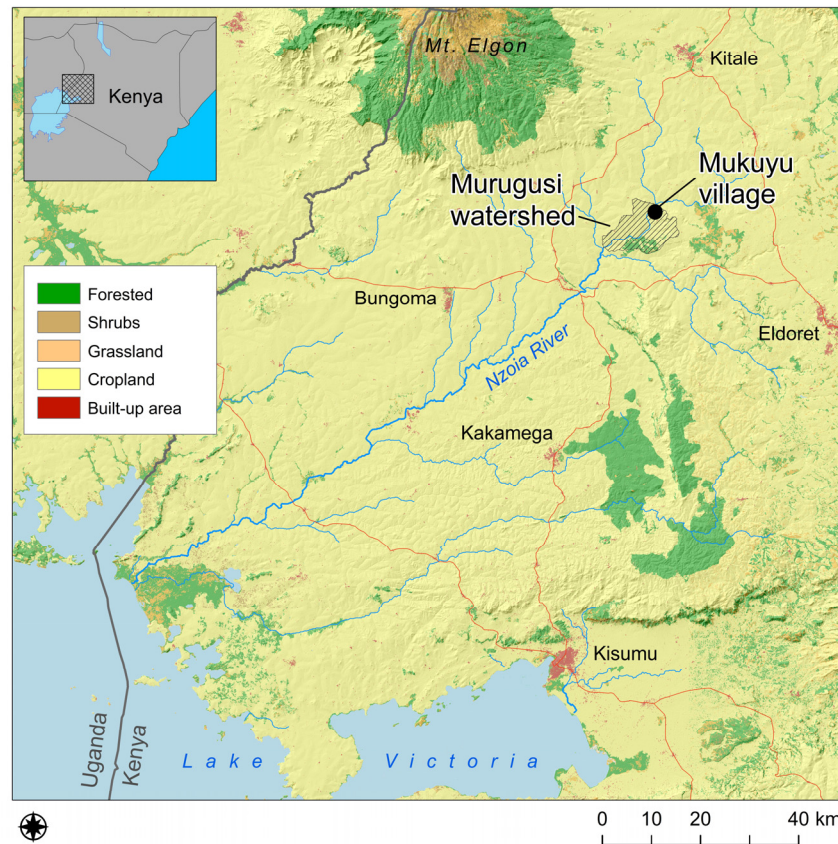 Kenya
Mt. Elgon
Kitale
Mukuyu
village
Murugusi
watershed
Forested
Shrubs
Grassland
Cropland
Built-up area
Bungoma
Eldoret
Nzoia River
Kakamega
Kisumu
Uganda
Kenya
Lake Victoria
0 10 20 40 km